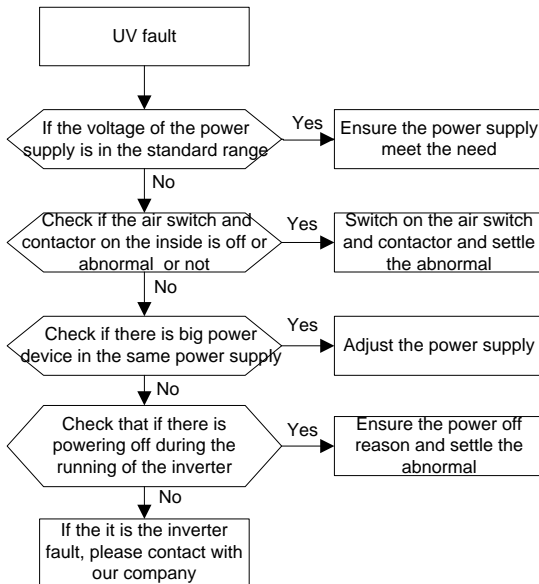 UV fault
If the voltage of the power
supply is in the standard range
Yes
Ensure the power supply
meet the need
No
Check if the air switch and
contactor on the inside is off or
abnormal or not
Yes
Switch on the air switch
and contactor and settle
the abnormal
No
Check if there is big power
device in the same power supply
Yes
Adjust the power supply
No
Check that if there is
powering off during the
running of the inverter
Yes
Ensure the power off
reason and settle the
abnormal
No
If the it is the inverter
fault, please contact with
our company